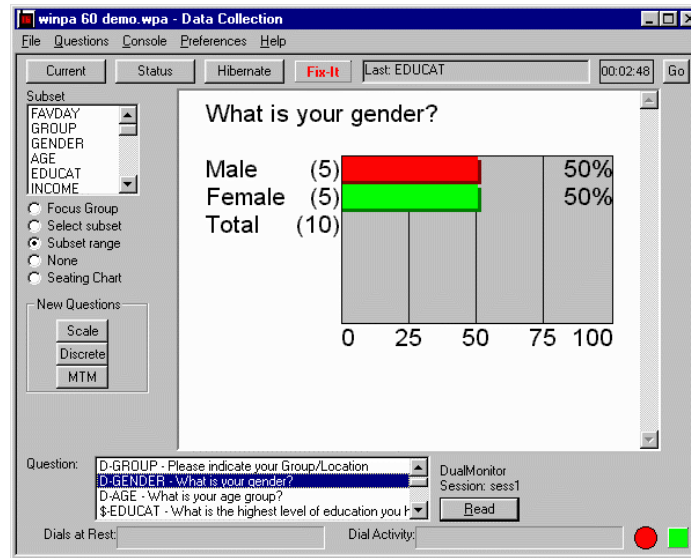 winpa 60 demo.wpa - Data Collection
File Questions Console Preferences Help
Current Status Hibernate Fix-It Last: EDUCAT 00:02:48 Go
Subset
FAVDAY
GROUP
GENDER
AGE
EDUCAT
INCOME
Focus Group
Select subset
Subset range
None
Seating Chart
New Questions
Scale
Discrete
MTM
What is your gender?
Male (5) 50%
Female (5) 50%
Total (10)
0 25 50 75 100
Question:
D-GROUP - Please indicate your Group/Location
D-GENDER - What is your gender?
D-AGE - What is your age group?
$-EDUCAT - What is the highest level of education you h
DualMonitor
Session: sess1
Read
Dials at Rest: Dial Activity: